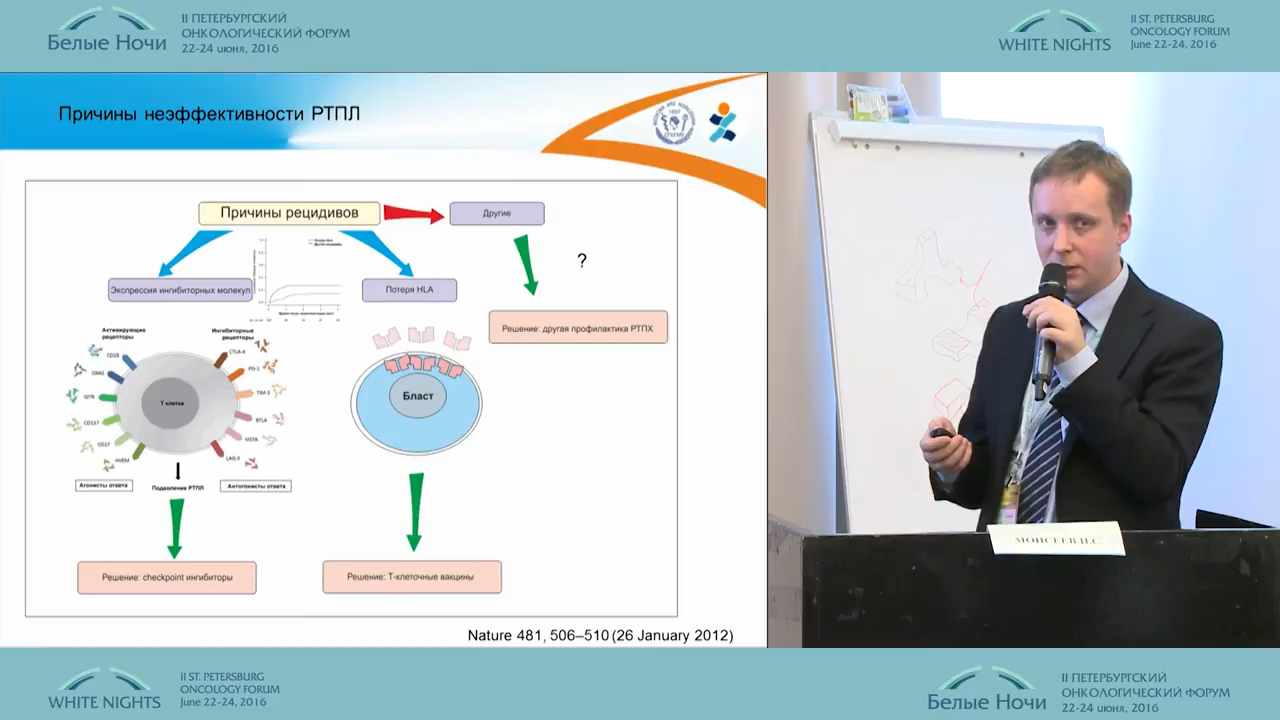 Белые Ночи
II ПЕТЕРБУРГСКИЙ
ОНКОЛОГИЧЕСКИЙ ФОРУМ
22-24 июня, 2016
WHITE NIGHTS
II ST. PETERSBURG
ONCOLOGY FORUM
June 22-24, 2016
Причины неэффективности РТПЛ
Причины рецидивов
Другие
?
Экспрессия ингибиторных молекул
Потеря HLA
Решение: другая профилактика РТПХ
Активирующие
рецепторы
Ингибиторные
рецепторы
CD28
OX40
GITR
CD137
CD27
HVEM
Т клетка
CTLA-4
PD-1
TIM-3
BTLA
VISTA
LAG-3
Бласт
Агонисты ответа
Подавление РТПЛ
Антагонисты ответа
Решение: checkpoint ингибиторы
Решение: Т-клеточные вакцины
Nature 481, 506–510 (26 January 2012)
МОИСЕЕВ И.С.
WHITE NIGHTS
II ST. PETERSBURG
ONCOLOGY FORUM
June 22-24, 2016
Белые Ночи
II ПЕТЕРБУРГСКИЙ
ОНКОЛОГИЧЕСКИЙ ФОРУМ
22-24 июня, 2016